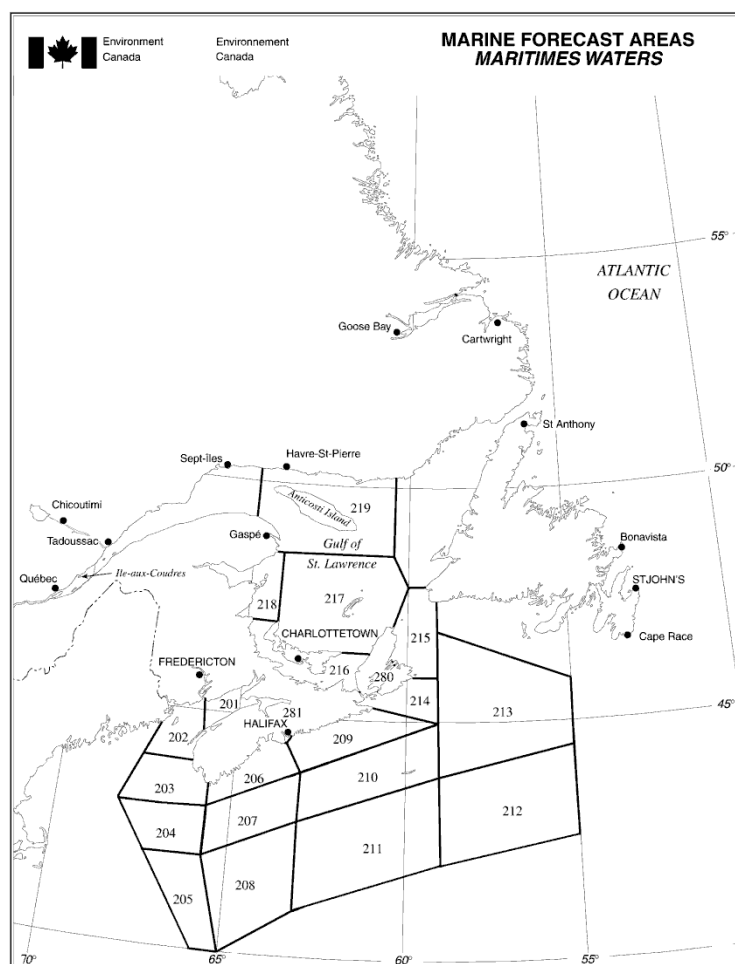 Environment
Canada
Environnement
Canada
MARINE FORECAST AREAS
MARITIMES WATERS
55°
ATLANTIC
OCEAN
Goose Bay
Cartwright
St Anthony
50°
Sept-Îles
Havre-St-Pierre
Chicoutimi
Anticosti Island
219
Tadoussac
Gaspé
Gulf of
St. Lawrence
Bonavista
Ile-aux-Coudres
Québec
STJOHN'S
218
217
CHARLOTTETOWN
215
Cape Race
FREDERICTON
216
280
201
281
214
45°
213
202
HALIFAX
209
203
206
210
204
207
212
211
205
208
70°
65°
60°
55°